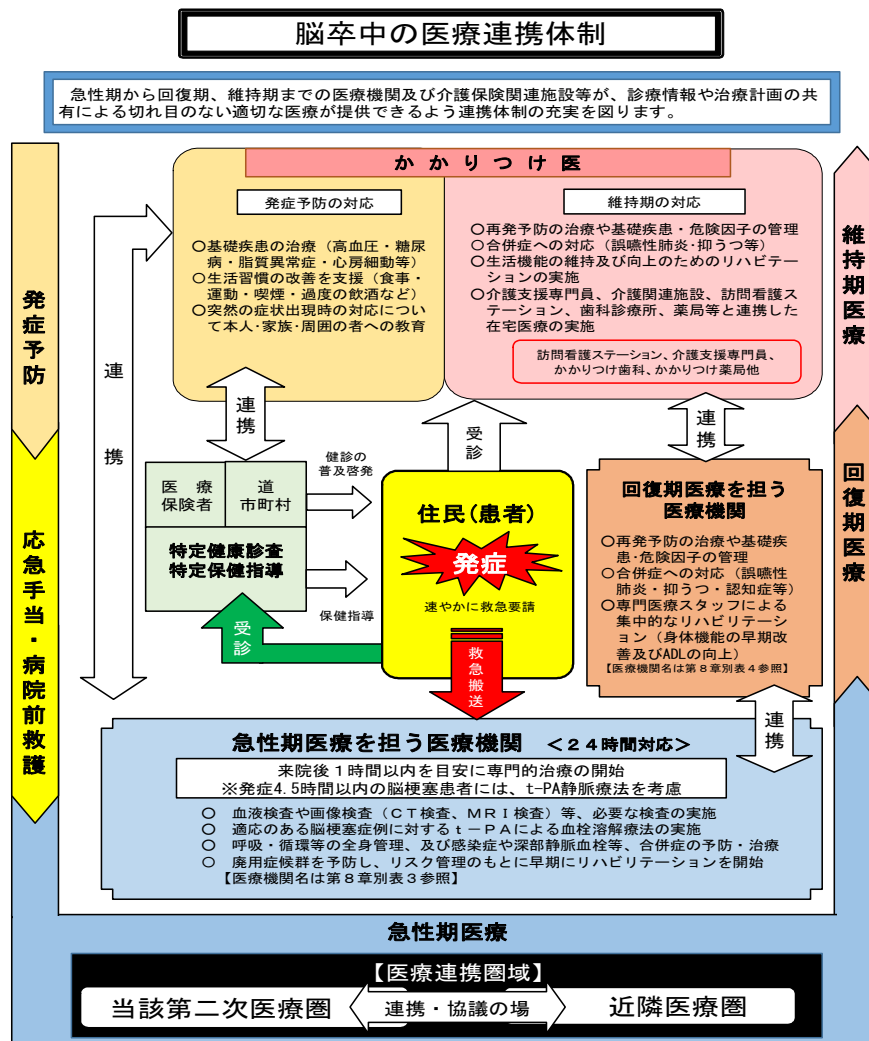 脳卒中の医療連携体制
急性期から回復期、維持期までの医療機関及び介護保険関連施設等が、診療情報や治療計画の共
有による切れ目のない適切な医療が提供できるよう連携体制の充実を図ります。
かかりつけ医
発症予防の対応
○基礎疾患の治療（高血圧・糖尿
病・脂質異常症・心房細動等）
○生活習慣の改善を支援（食事・
運動・喫煙・過度の飲酒など）
○突然の症状出現時の対応につい
て本人・家族・周囲の者への教育
維持期の対応
○再発予防の治療や基礎疾患・危険因子の管理
○合併症への対応（誤嚥性肺炎・抑うつ等）
○生活機能の維持及び向上のためのリハビテー
ションの実施
○介護支援専門員、介護関連施設、訪問看護ス
テーション、歯科診療所、薬局等と連携した
在宅医療の実施
訪問看護ステーション、介護支援専門員、
かかりつけ歯科、かかりつけ薬局他
発症予防
応急手当・病院前救護
維持期医療
回復期医療
連携
連携
受診
連携
医療
保険者
道
市町村
特定健康診査
特定保健指導
健診の
普及啓発
保健指導
受診
住民(患者)
発症
速やかに救急要請
救急搬送
回復期医療を担う
医療機関
○再発予防の治療や基礎疾
患・危険因子の管理
○合併症への対応（誤嚥性
肺炎・抑うつ・認知症等）
○専門医療スタッフによる
集中的なリハビリテーシ
ョン（身体機能の早期改
善及びADLの向上）
【医療機関名は第８章別表４参照】
連携
急性期医療を担う医療機関　＜２４時間対応＞
来院後１時間以内を目安に専門的治療の開始
※発症4.5時間以内の脳梗塞患者には、t-PA静脈療法を考慮
○　血液検査や画像検査（ＣＴ検査、ＭＲＩ検査）等、必要な検査の実施
○　適応のある脳梗塞症例に対するｔ－ＰＡによる血栓溶解療法の実施
○　呼吸・循環等の全身管理、及び感染症や深部静脈血栓等、合併症の予防・治療
○　廃用症候群を予防し、リスク管理のもとに早期にリハビリテーションを開始
【医療機関名は第８章別表３参照】
急性期医療
【医療連携圏域】
当該第二次医療圏
連携・協議の場
近隣医療圏